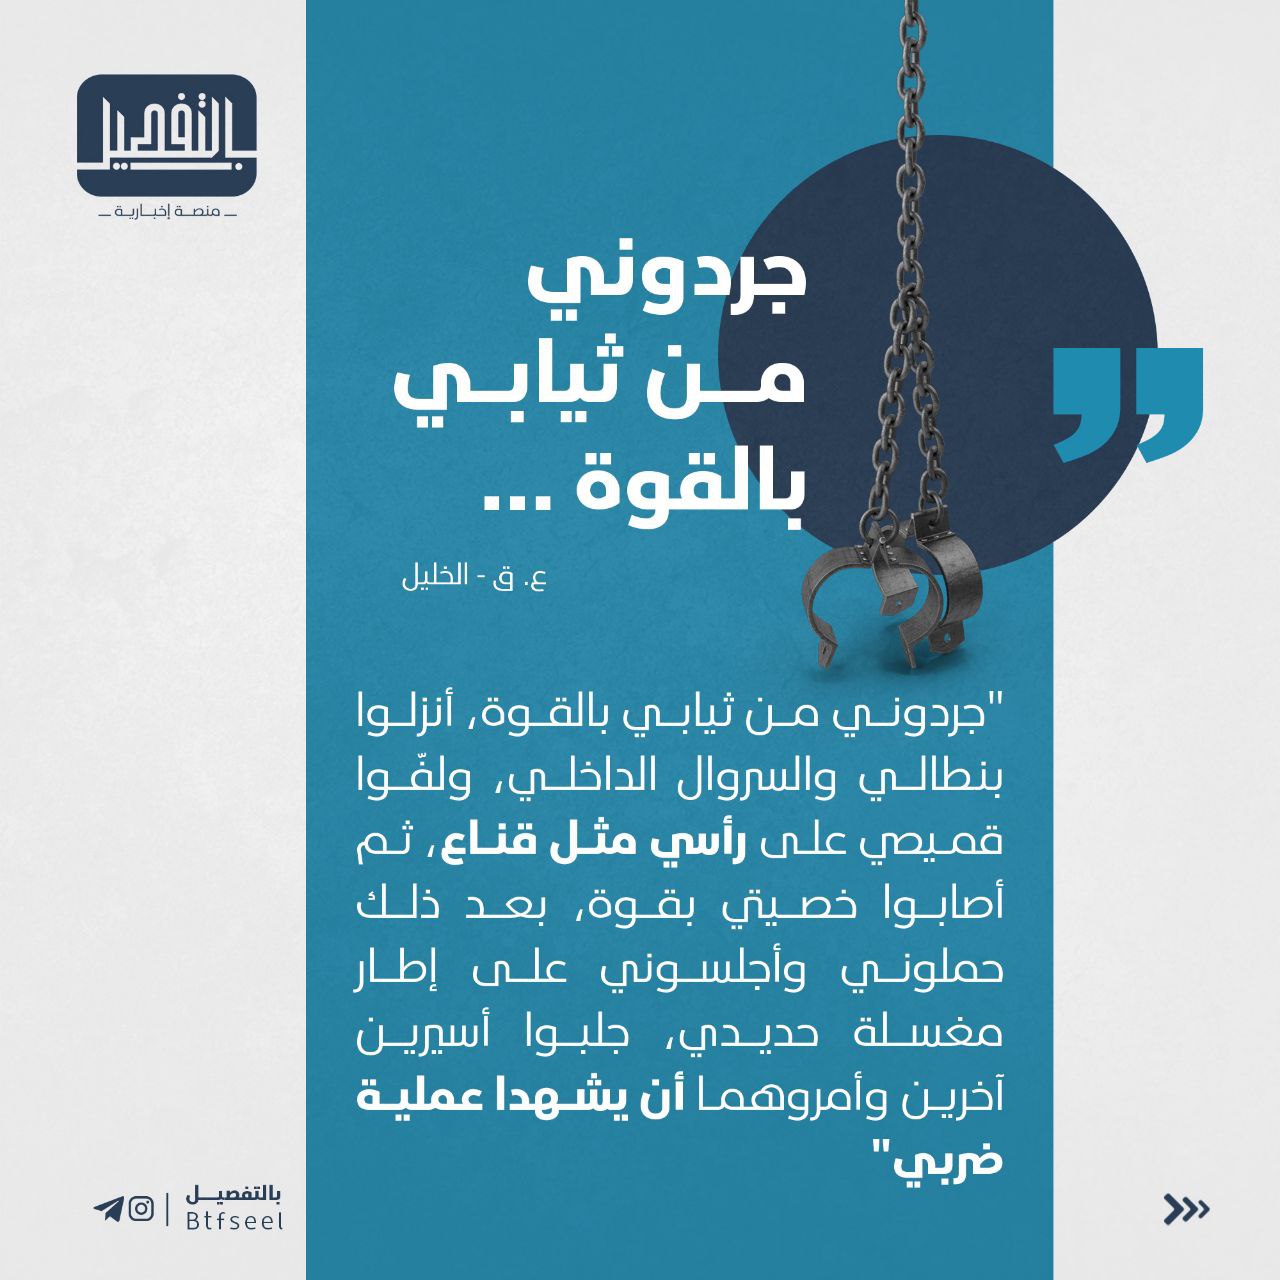 بالتفصيل
منصة إخبارية
جردوني
من ثيابي
بالقوة ...
ع. ق - الخليل
"جردوني من ثيابي بالقوة، أنزلوا
بنطالي والسروال الداخلي، ولفّوا
قميصي على رأسي مثل قناع، ثم
أصابوا خصيتي بقوة، بعد ذلك
حملوني وأجلسوني على إطار
مغسلة حديدي، جلبوا أسيرين
آخرين وأمروهما أن يشهدا عملية
ضربي"
بالتفصيل
Btfseel